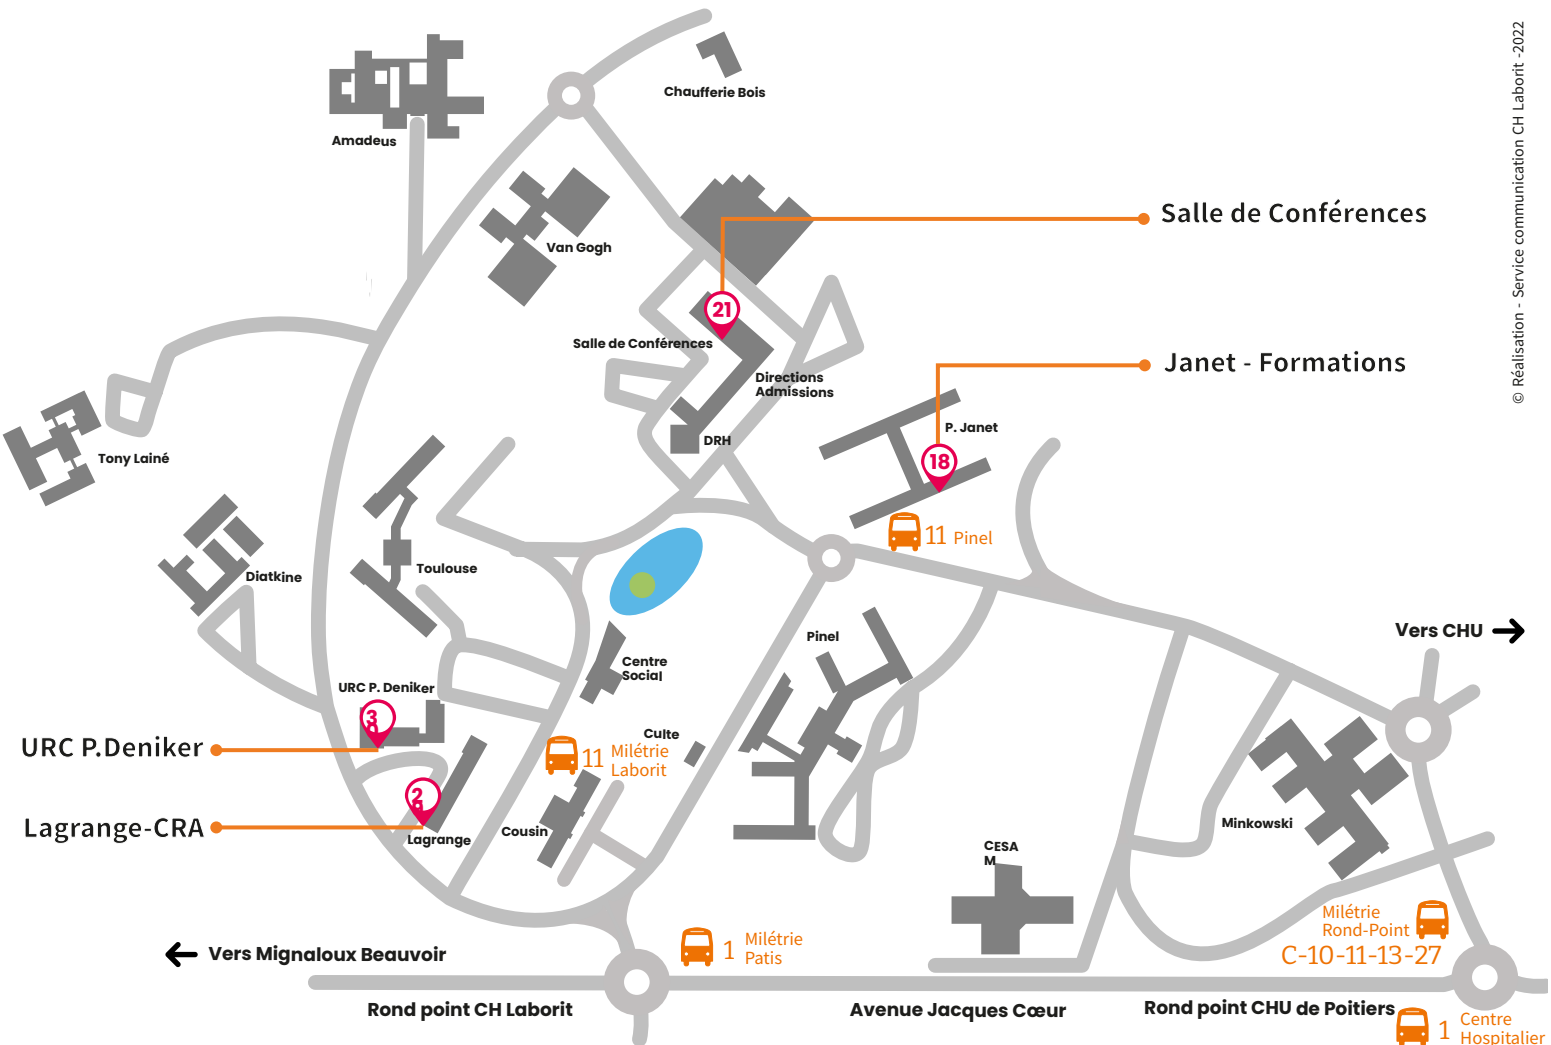 © Réalisation - Service communication CH Laborit -2022
Chaufferie Bois
Amadeus
Salle de Conférences
Van Gogh
21
Salle de Conférences
Janet - Formations
Directions
Admissions
P. Janet
DRH
Tony Lainé
18
11 Pinel
Toulouse
Diatkine
Vers CHU
Pinel
Centre
Social
URC P. Deniker
3
Culte
URC P.Deniker
11 Milétrie
Laborit
2
Lagrange-CRA
Cousin
Lagrange
Minkowski
CESA
M
Milétrie
Rond-Point
C-10-11-13-27
1 Milétrie
Patis
Vers Mignaloux Beauvoir
Rond point CH Laborit
Avenue Jacques Cœur
Rond point CHU de Poitiers
1 Centre
Hospitalier